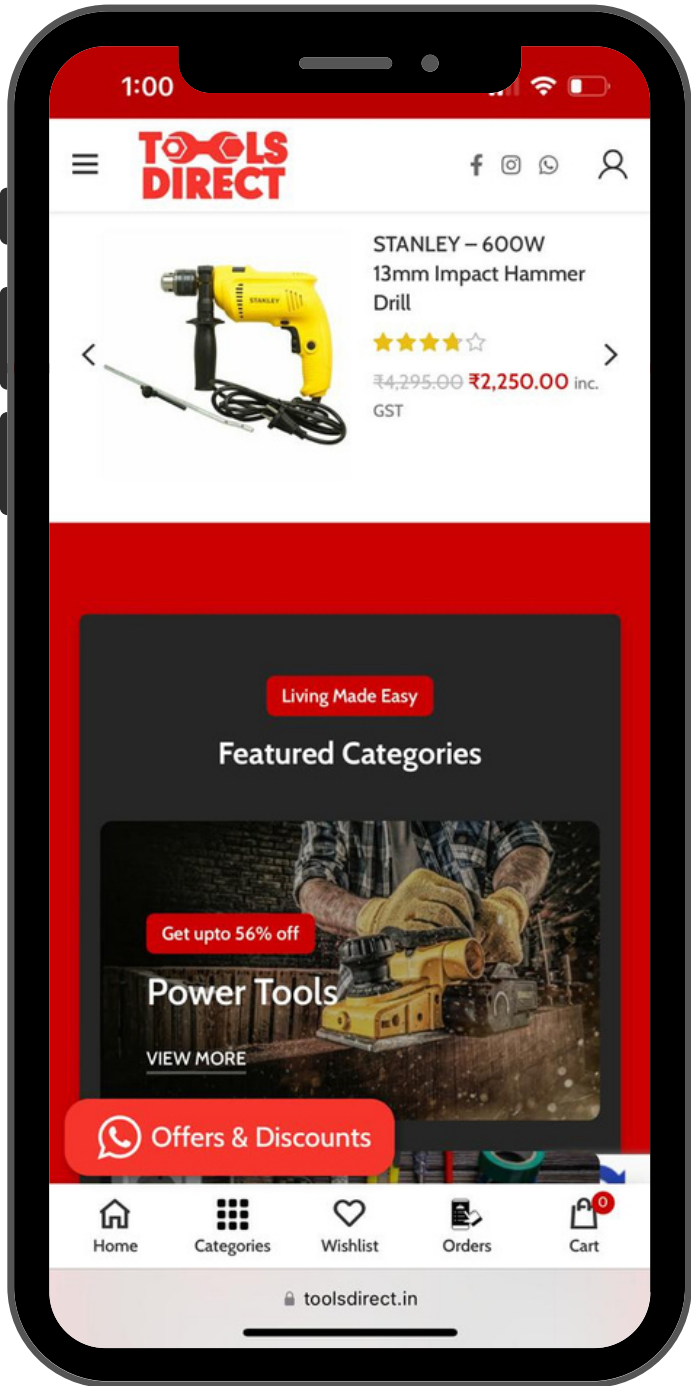 1:00
TOOLS
DIRECT
STANLEY – 600W
13mm Impact Hammer
Drill
STANLEY
₹4,295.00 ₹2,250.00 inc.
GST
Living Made Easy
Featured Categories
Get upto 56% off
Power Tools
VIEW MORE
Offers & Discounts
0
Home
Categories
Wishlist
Orders
Cart
toolsdirect.in